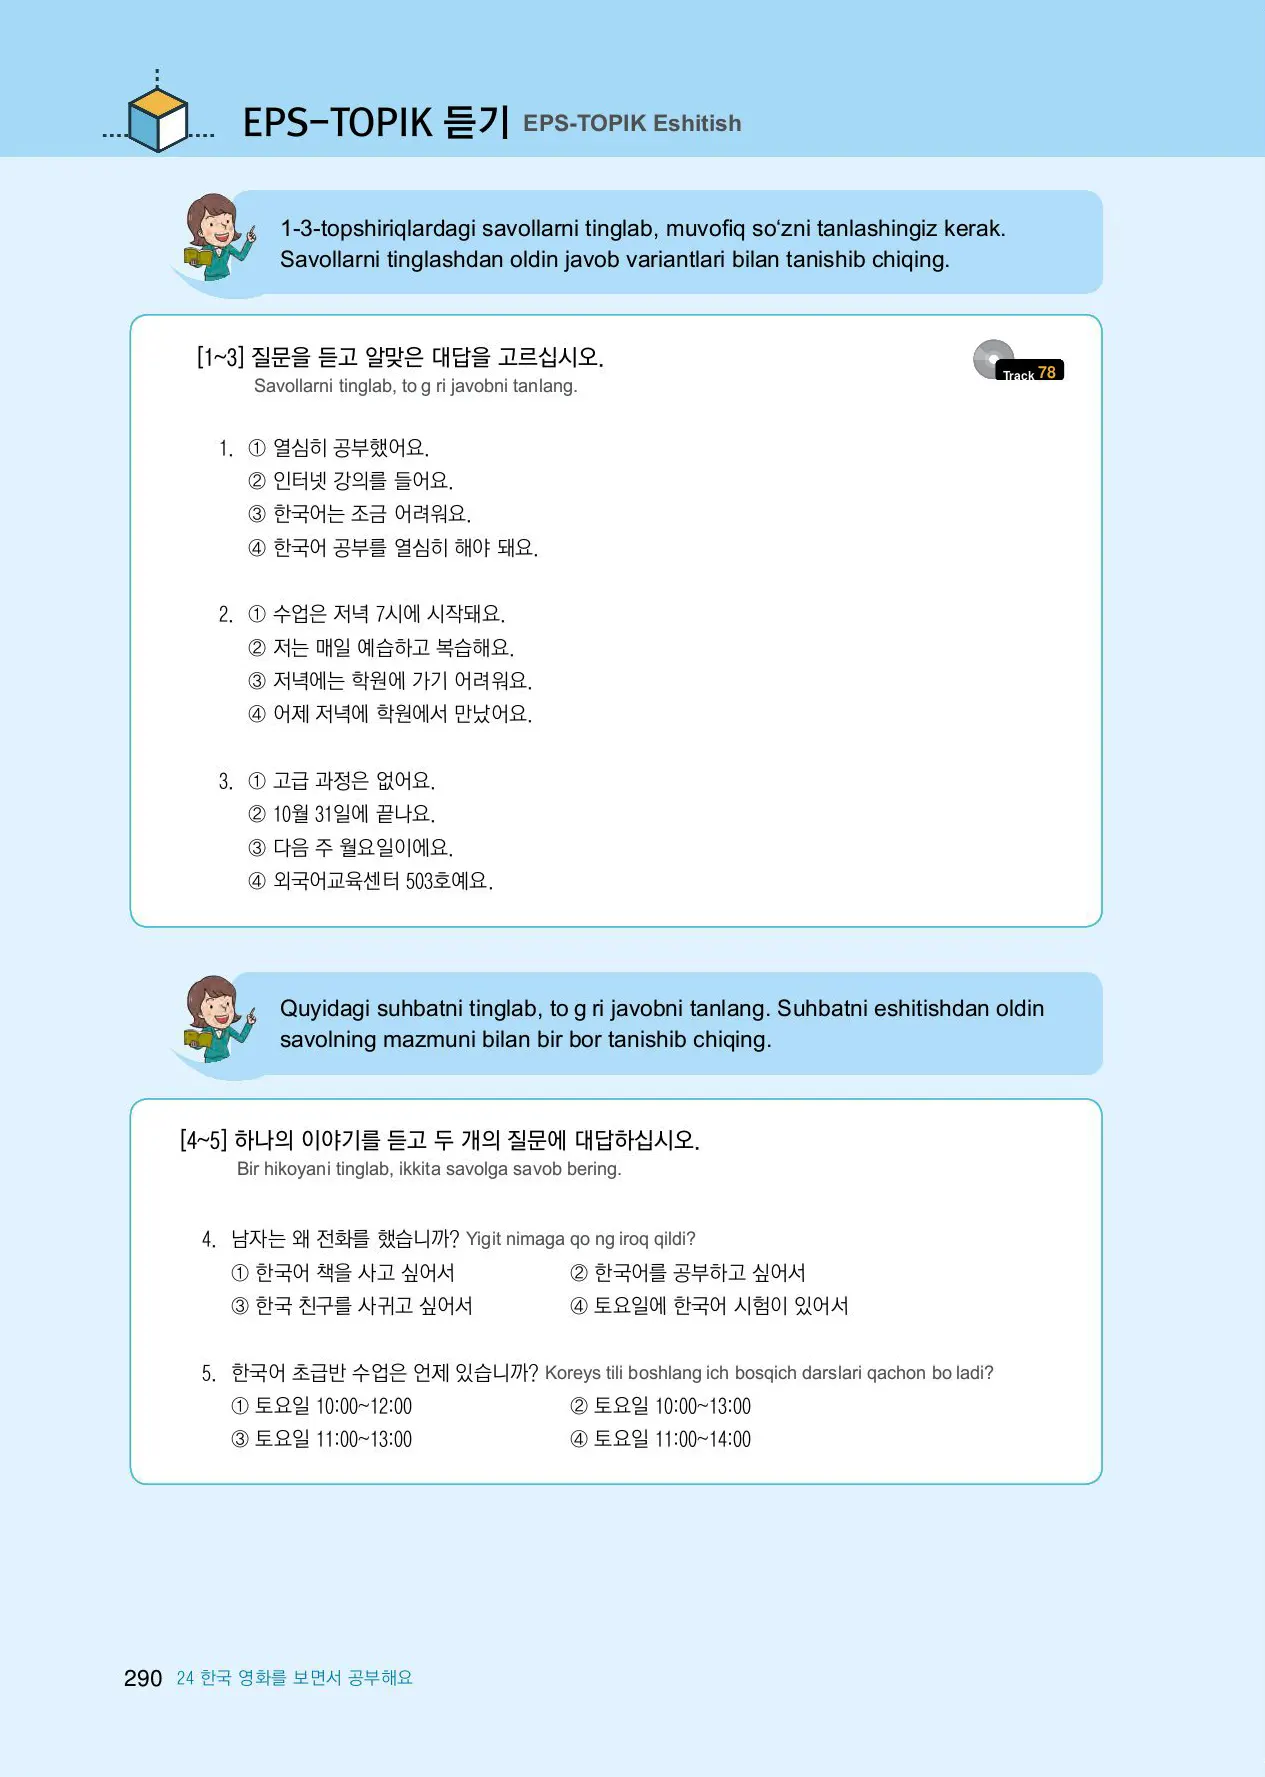 EPS-TOPIK 듣기 EPS-TOPIK Eshitish
1-3-topshiriqlardagi savollarni tinglab, muvofiq so‘zni tanlashingiz kerak.
Savollarni tinglashdan oldin javob variantlari bilan tanishib chiqing.
[1~3] 질문을 듣고 알맞은 대답을 고르십시오.
Track 78
Savollarni tinglab, to g ri javobni tanlang.
1. ① 열심히 공부했어요.
② 인터넷 강의를 들어요.
③ 한국어는 조금 어려워요.
④ 한국어 공부를 열심히 해야 돼요.
2. ① 수업은 저녁 7시에 시작돼요.
② 저는 매일 예습하고 복습해요.
③ 저녁에는 학원에 가기 어려워요.
④ 어제 저녁에 학원에서 만났어요.
3. ① 고급 과정은 없어요.
② 10월 31일에 끝나요.
③ 다음 주 월요일이에요.
④ 외국어교육센터 503호예요.
Quyidagi suhbatni tinglab, to g ri javobni tanlang. Suhbatni eshitishdan oldin
savolning mazmuni bilan bir bor tanishib chiqing.
[4~5] 하나의 이야기를 듣고 두 개의 질문에 대답하십시오.
Bir hikoyani tinglab, ikkita savolga savob bering.
4. 남자는 왜 전화를 했습니까? Yigit nimaga qo ng iroq qildi?
① 한국어 책을 사고 싶어서 ② 한국어를 공부하고 싶어서
③ 한국 친구를 사귀고 싶어서 ④ 토요일에 한국어 시험이 있어서
5. 한국어 초급반 수업은 언제 있습니까? Koreys tili boshlang ich bosqich darslari qachon bo ladi?
① 토요일 10:00~12:00 ② 토요일 10:00~13:00
③ 토요일 11:00~13:00 ④ 토요일 11:00~14:00
290 24 한국 영화를 보면서 공부해요